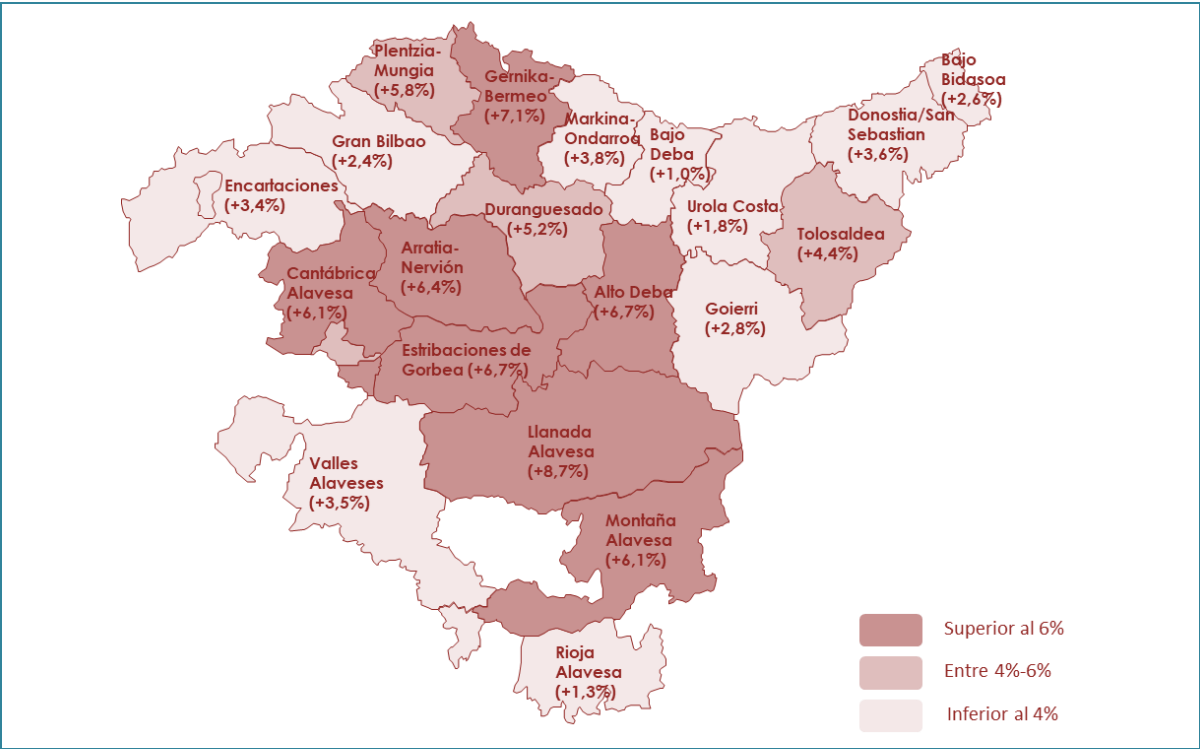 Plentzia-
Mungia
(+5,8%)
Gernika-
Bermeo
(+7,1%)
Markina-
Ondarroa
(+3,8%)
Bajo
Deba
(+1,0%)
Bajo
Bidasoa
(+2,6%)
Donostia/San
Sebastian
(+3,6%)
Gran Bilbao
(+2,4%)
Encartaciones
(+3,4%)
Duranguesado
(+5,2%)
Urola Costa
(+1,8%)
Tolosaldea
(+4,4%)
Cantábrica
Alavesa
(+6,1%)
Arratia-
Nervión
(+6,4%)
Alto Deba
(+6,7%)
Goierri
(+2,8%)
Estribaciones de
Gorbea (+6,7%)
Llanada
Alavesa
(+8,7%)
Valles
Alaveses
(+3,5%)
Montaña
Alavesa
(+6,1%)
Rioja
Alavesa
(+1,3%)
Superior al 6%
Entre 4%-6%
Inferior al 4%